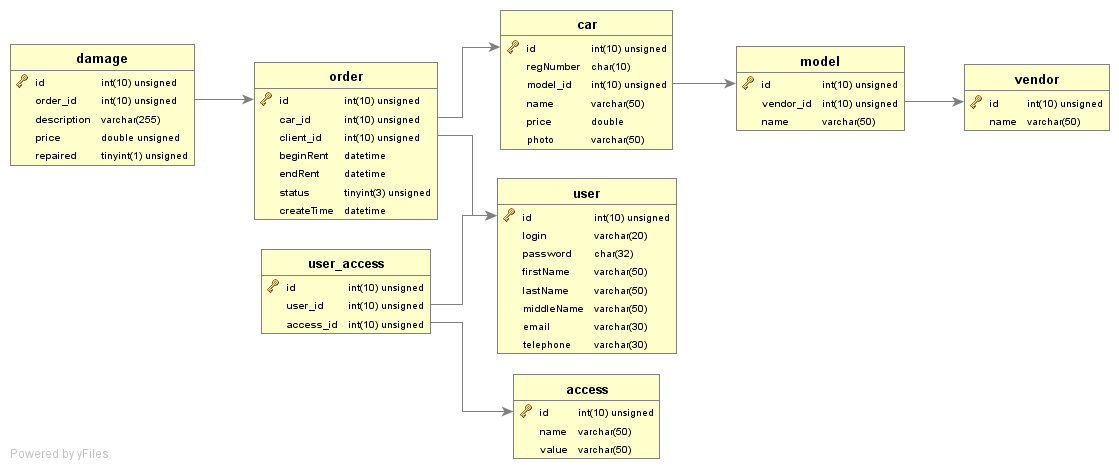 damage
id int(10) unsigned
order_id int(10) unsigned
description varchar(255)
price double unsigned
repaired tinyint(1) unsigned
order
id int(10) unsigned
car_id int(10) unsigned
client_id int(10) unsigned
beginRent datetime
endRent datetime
status tinyint(3) unsigned
createTime datetime
car
id int(10) unsigned
regNumber char(10)
model_id int(10) unsigned
name varchar(50)
price double
photo varchar(50)
model
id int(10) unsigned
vendor_id int(10) unsigned
name varchar(50)
vendor
id int(10) unsigned
name varchar(50)
user
id int(10) unsigned
login varchar(20)
password char(32)
firstName varchar(50)
lastName varchar(50)
middleName varchar(50)
email varchar(30)
telephone varchar(30)
user_access
id int(10) unsigned
user_id int(10) unsigned
access_id int(10) unsigned
access
id int(10) unsigned
name varchar(50)
value varchar(50)
Powered by yFiles